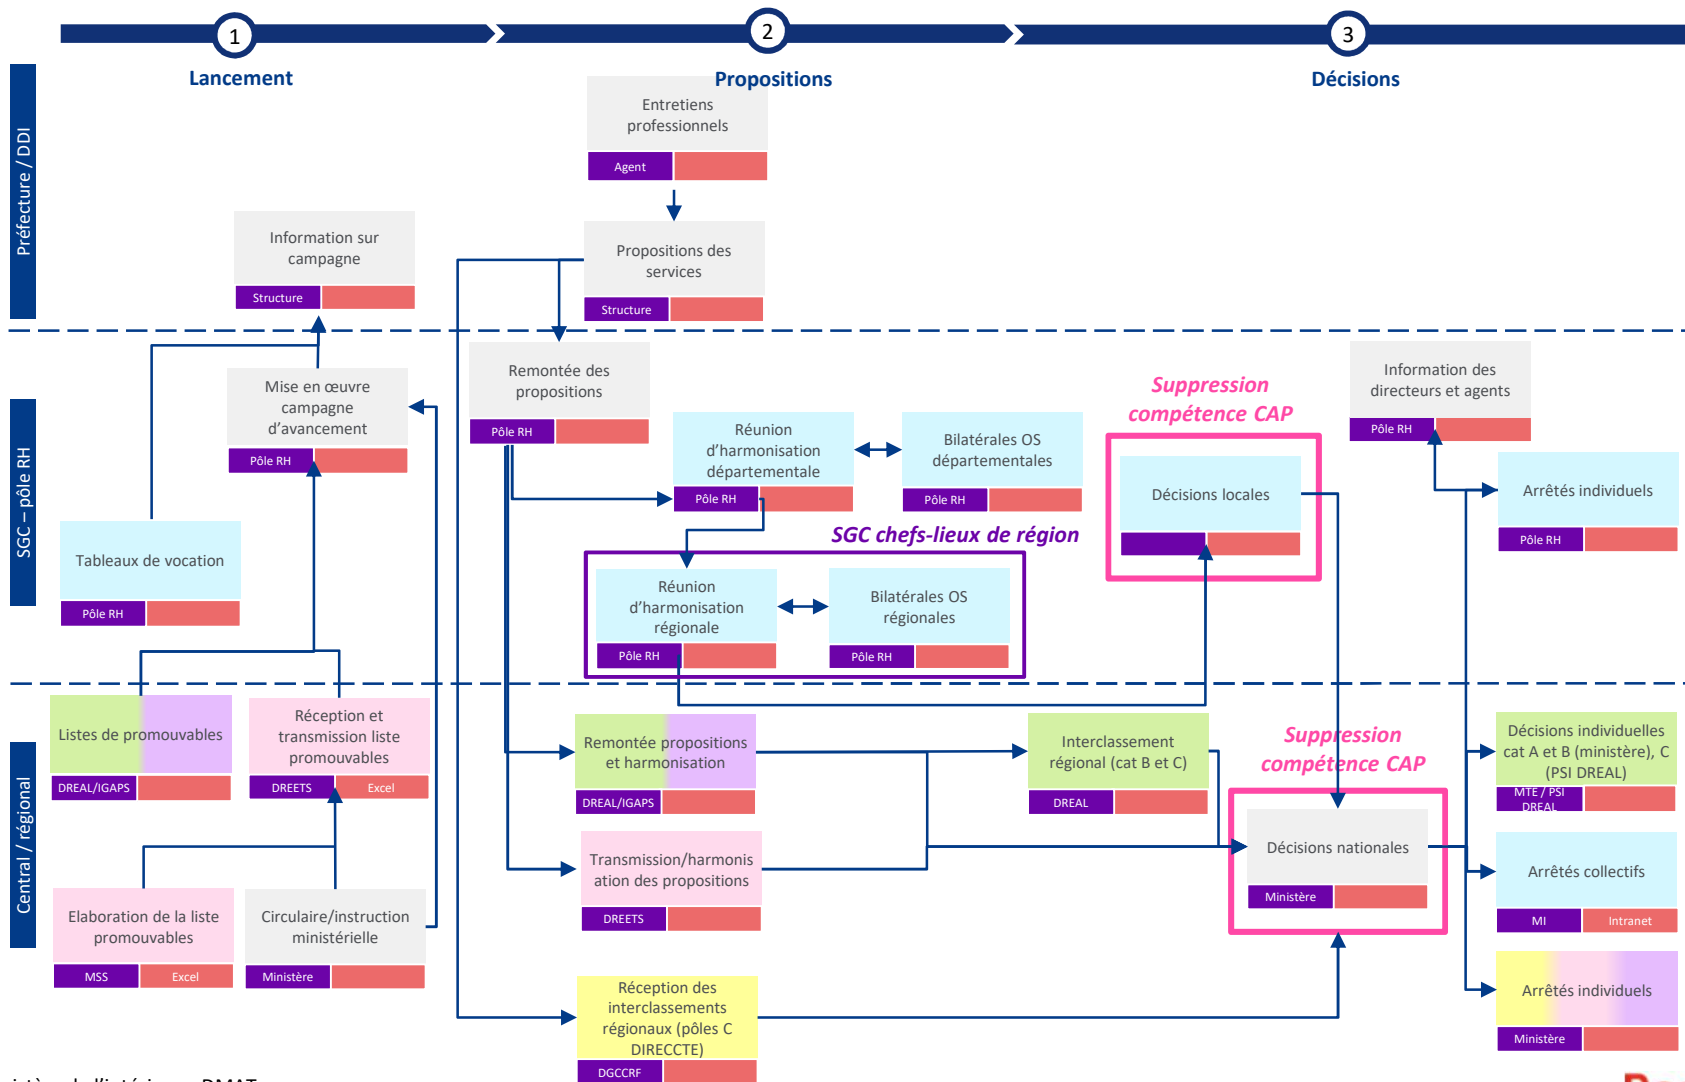 1
2
3
Lancement
Propositions
Décisions
Préfecture / DDI
Entretiens
professionnels
Agent
Information sur
campagne
Structure
Propositions des
services
Structure
SGC – pôle RH
Mise en œuvre
campagne
d'avancement
Pôle RH
Tableaux de vocation
Pôle RH
Remontée des
propositions
Pôle RH
Réunion
d'harmonisation
départementale
Pôle RH
Bilatérales OS
départementales
Pôle RH
SGC chefs-lieux de région
Réunion
d'harmonisation
régionale
Pôle RH
Bilatérales OS
régionales
Pôle RH
Suppression
compétence CAP
Décisions locales
Information des
directeurs et agents
Pôle RH
Arrêtés individuels
Pôle RH
Central / régional
Listes de promouvables
DREAL/IGAPS
Réception et
transmission liste
promouvables
DREETS
Excel
Elaboration de la liste
promouvables
MSS
Excel
Circulaire/instruction
ministérielle
Ministère
Remontée propositions
et harmonisation
DREAL/IGAPS
Transmission/harmonis
ation des propositions
DREETS
Réception des
interclassements
régionaux (pôles C
DIRECCTE)
DGCCRF
Interclassement
régional (cat B et C)
DREAL
Suppression
compétence CAP
Décisions nationales
Ministère
Décisions individuelles
cat A et B (ministère), C
(PSI DREAL)
MTE / PSI
DREAL
Arrêtés collectifs
MI
Intranet
Arrêtés individuels
Ministère